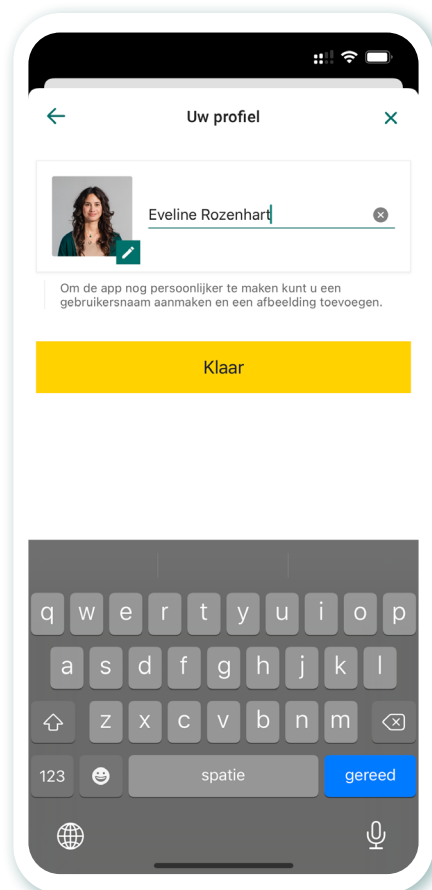 Uw profiel
Eveline Rozenhart
Om de app nog persoonlijker te maken kunt u een
gebruikersnaam aanmaken en een afbeelding toevoegen.
Klaar
q w e r t y u i o p
a s d f g h j k l
z x c v b n m
123 spatie gereed